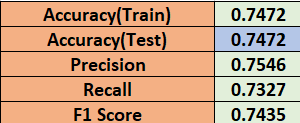 Accuracy(Train) 0.7472
Accuracy(Test) 0.7472
Precision 0.7546
Recall 0.7327
F1 Score 0.7435